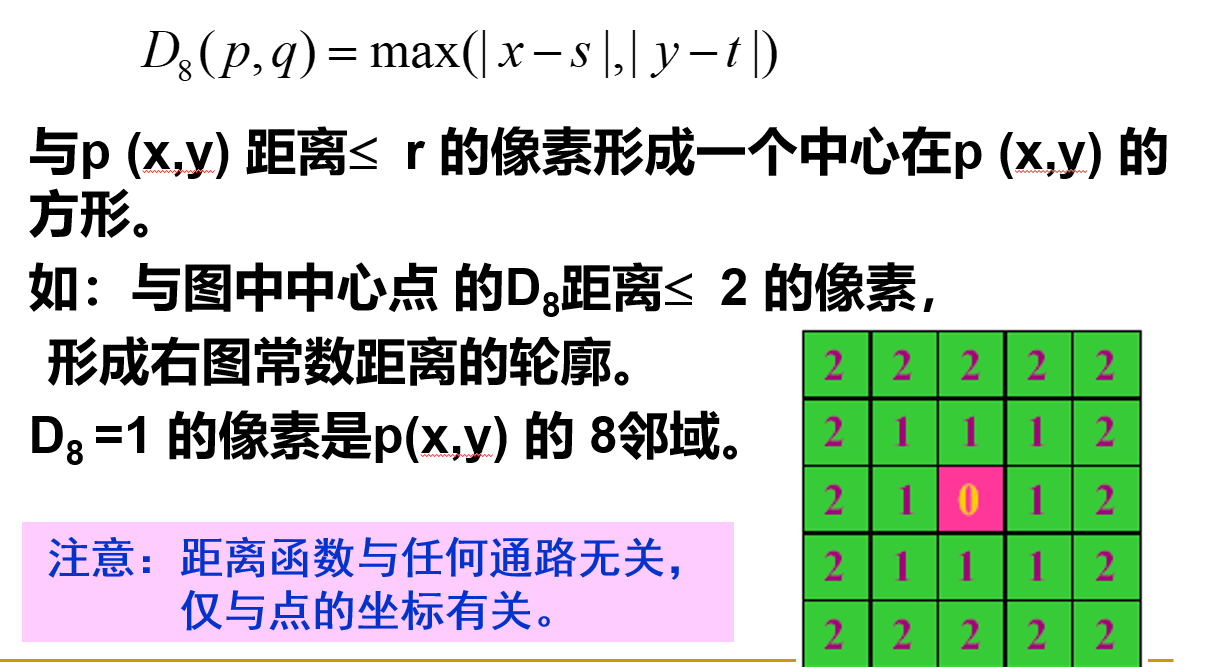 D₈(p,q) = max(| x − s |,| y − t |)
与p (x,y) 距离≤ r 的像素形成一个中心在p (x,y) 的
方形。
如：与图中中心点 的D₈距离≤ 2 的像素，
形成右图常数距离的轮廓。
D₈ =1 的像素是p(x,y) 的 8邻域。
注意：距离函数与任何通路无关，
仅与点的坐标有关。
2 2 2 2 2
2 1 1 1 2
2 1 0 1 2
2 1 1 1 2
2 2 2 2 2